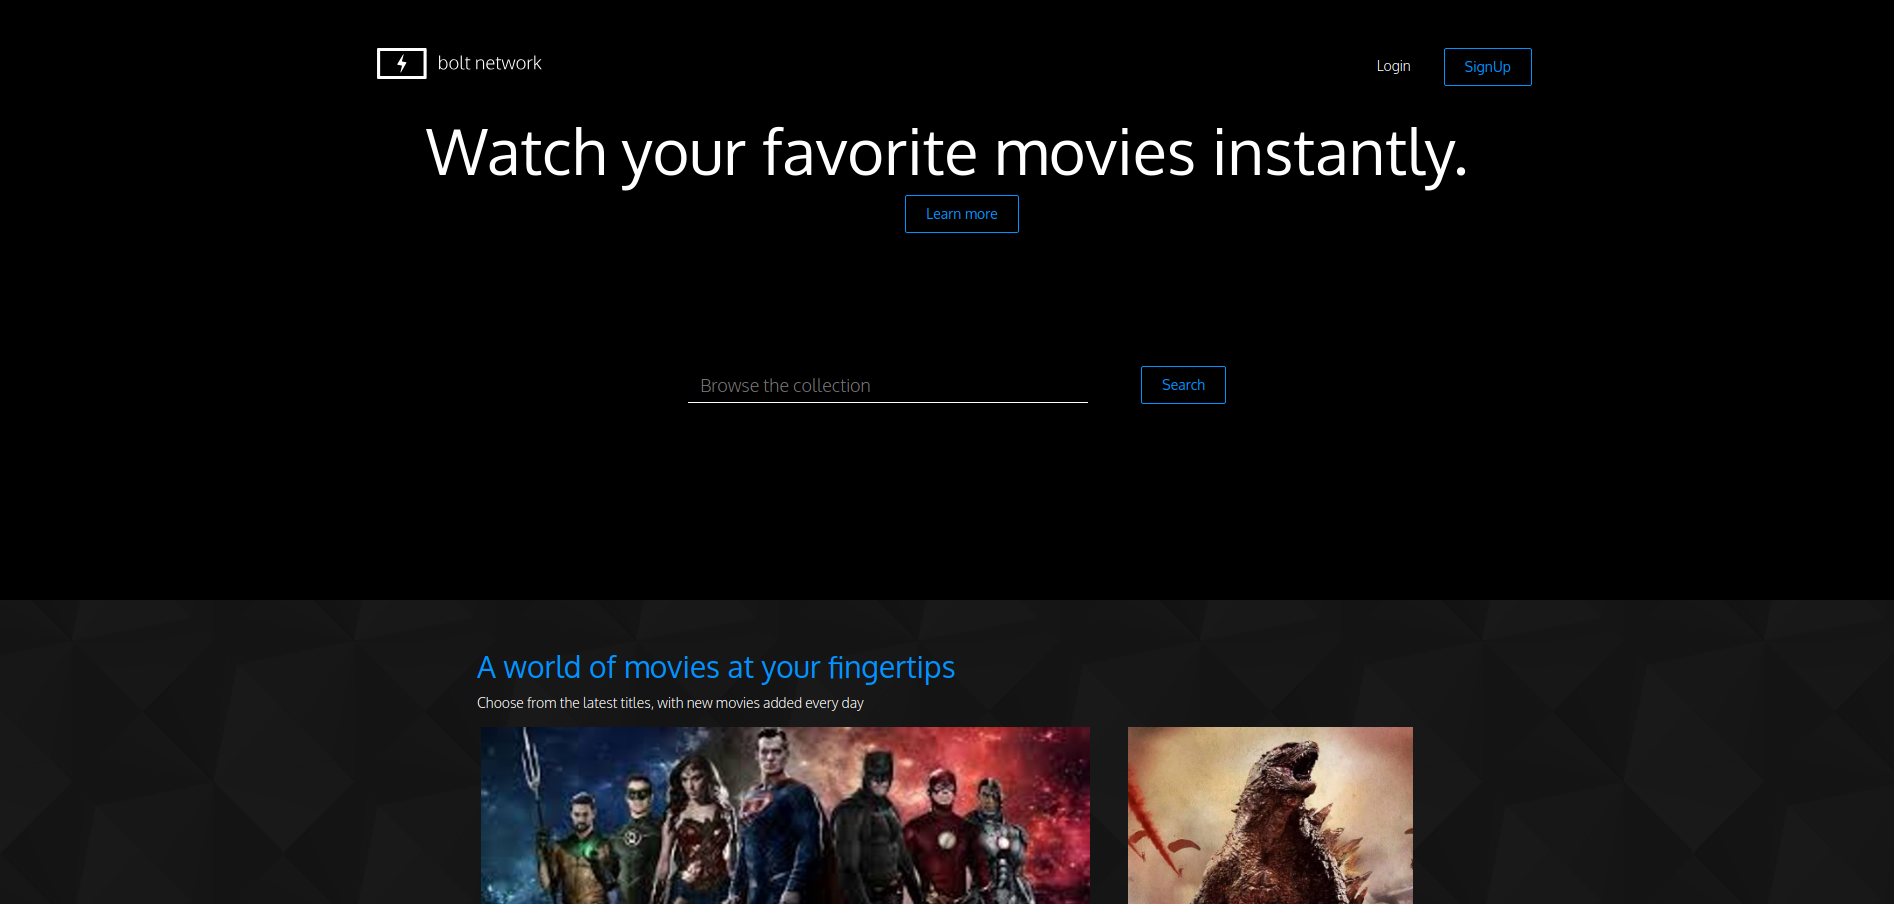 bolt network
Login
SignUp
Watch your favorite movies instantly.
Learn more
Browse the collection
Search
A world of movies at your fingertips
Choose from the latest titles, with new movies added every day